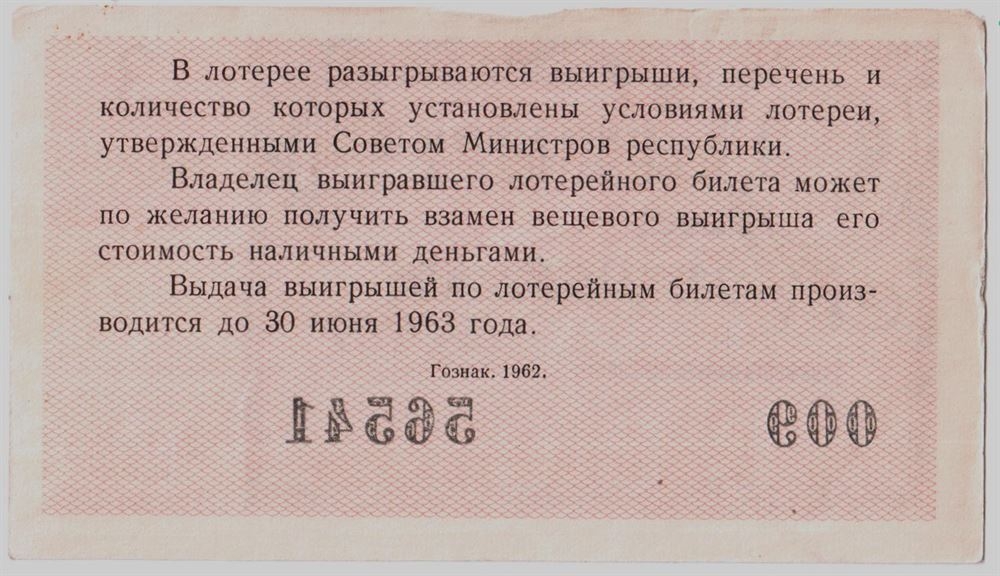 В лотерее разыгрываются выигрыши, перечень и
количество которых установлены условиями лотереи,
утвержденными Советом Министров республики.
Владелец выигравшего лотерейного билета может
по желанию получить взамен вещевого выигрыша его
стоимость наличными деньгами.
Выдача выигрышей по лотерейным билетам произ-
водится до 30 июня 1963 года.
Гознак. 1962.
56541 009